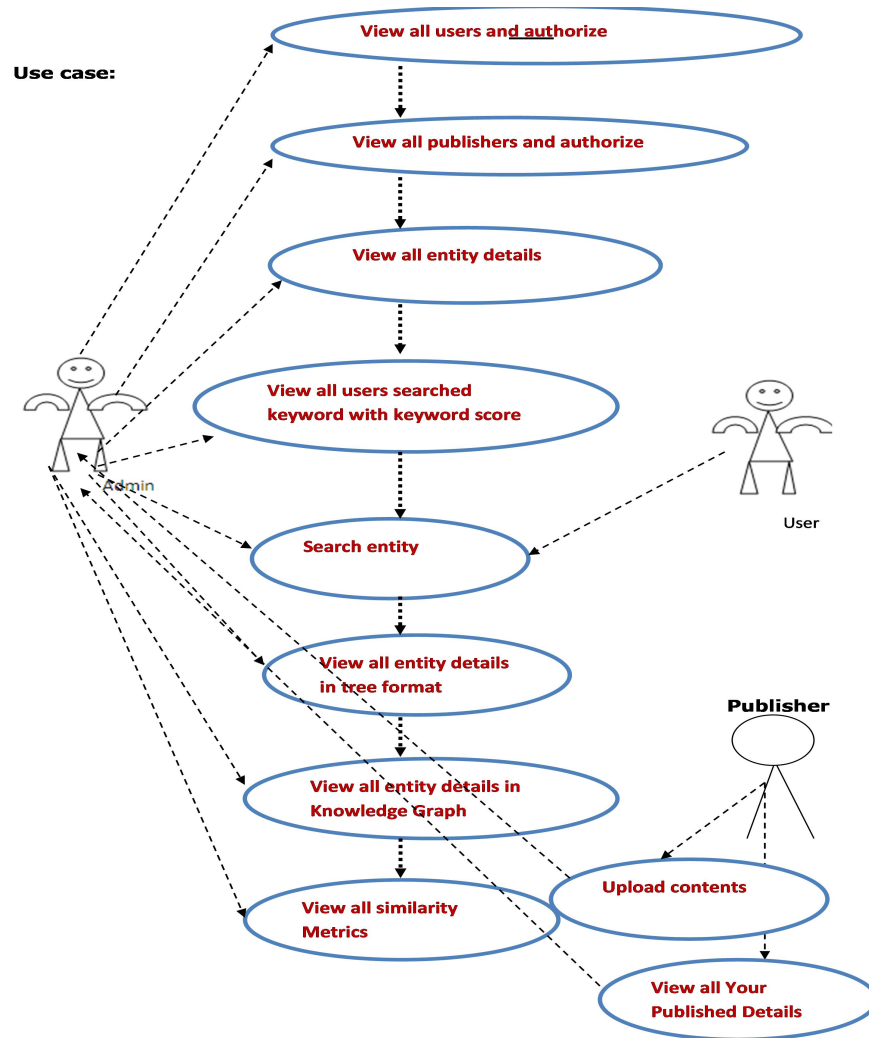 View all users and authorize
Use case:
View all publishers and authorize
View all entity details
View all users searched
keyword with keyword score
Admin
User
Search entity
View all entity details
in tree format
Publisher
View all entity details in
Knowledge Graph
Upload contents
View all similarity
Metrics
View all Your
Published Details